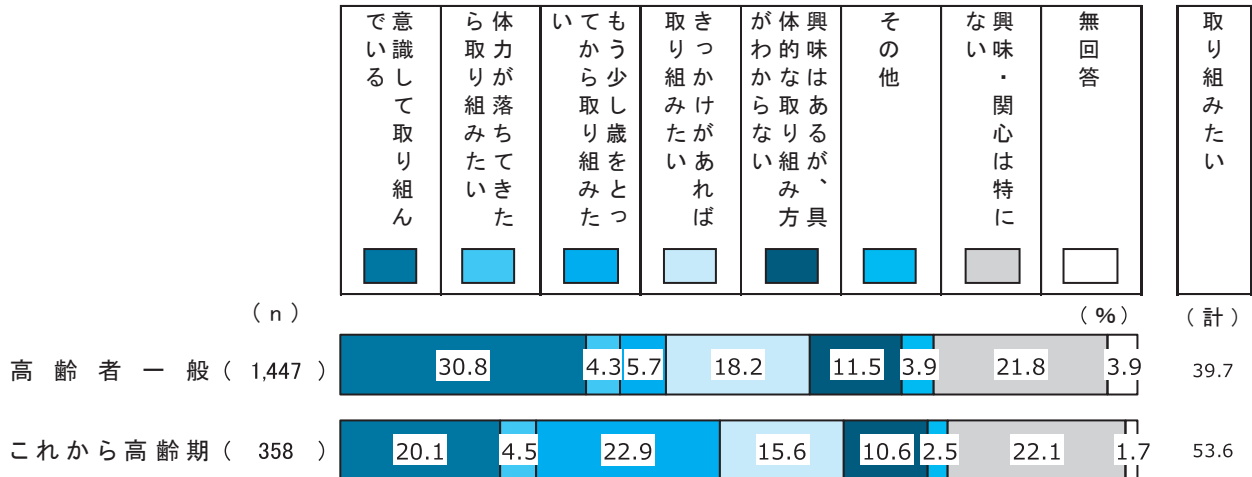 意識して取り組ん
でいる
体力が落ちてきた
ら取り組みたい
もう少し歳をとっ
てから取り組みた
い
きっかけがあれば
取り組みたい
興味はあるが、具
体的な取り組み方
がわからない
その他
興味・関心は特に
ない
無回答
取り組みたい
(n)
(%)
(計)
高齢者一般(1,447)
30.8
4.3
5.7
18.2
11.5
3.9
21.8
3.9
39.7
これから高齢期(358)
20.1
4.5
22.9
15.6
10.6
2.5
22.1
1.7
53.6